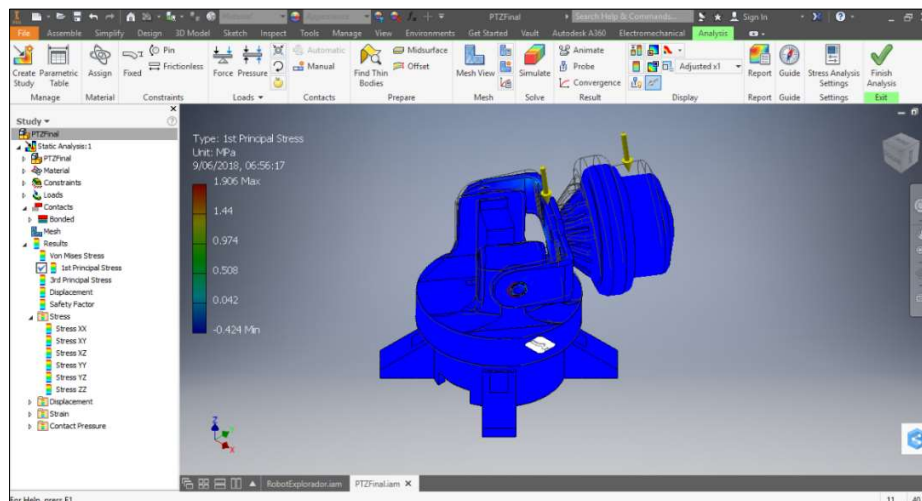 PTZFinal
Search Help & Commands...
Sign In
File Assemble Simplify Design 3D Model Sketch Inspect Tools Manage View Environments Get Started Vault Autodesk A360 Electromechanical Analysis
Pin
Automatic
Midsurface
Animate
Frictionless
Manual
Offset
Probe
Adjusted x1
Convergence
Create Study
Parametric Table
Assign
Fixed
Force
Pressure
Find Thin Bodies
Mesh View
Simulate
Report
Guide
Stress Analysis Settings
Finish Analysis
Manage Material Constraints Loads Contacts Prepare Mesh Solve Result Display Report Guide Settings Exit
Study
PTZFinal
Static Analysis:1
PTZFinal
Material
Constraints
Loads
Contacts
Bonded
Mesh
Results
Von Mises Stress
1st Principal Stress
3rd Principal Stress
Displacement
Safety Factor
Stress
Stress XX
Stress XY
Stress XZ
Stress YY
Stress YZ
Stress ZZ
Displacement
Strain
Contact Pressure
Type: 1st Principal Stress
Unit: MPa
9/06/2018, 06:56:17
1.906 Max
1.44
0.974
0.508
0.042
-0.424 Min
Z
X
RobotExplorador.iam
PTZFinal.iam
For Help, press F1
11